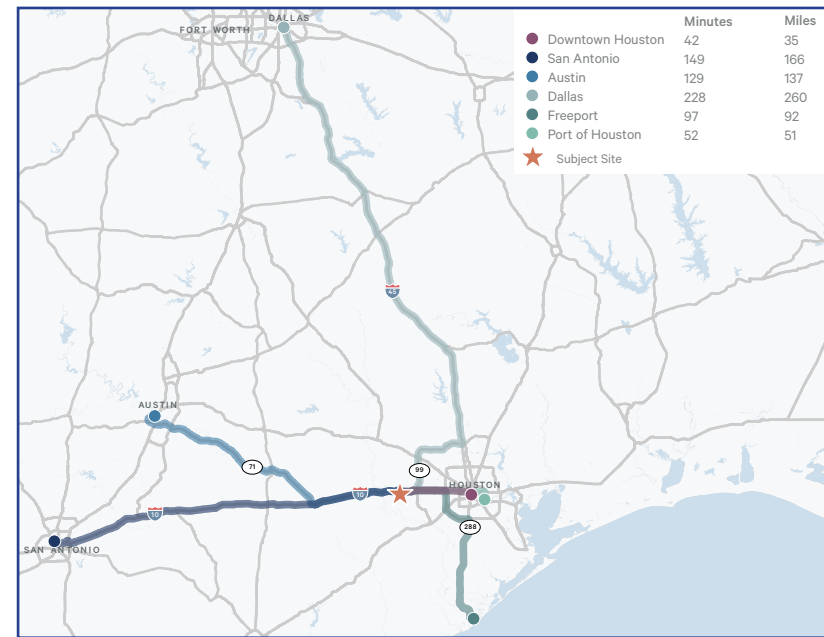 DALLAS
FORT WORTH
Minutes Miles
Downtown Houston 42 35
San Antonio 149 166
Austin 129 137
Dallas 228 260
Freeport 97 92
Port of Houston 52 51
Subject Site
45
AUSTIN
71
99
HOUSTON
10
10
288
SAN ANTONIO